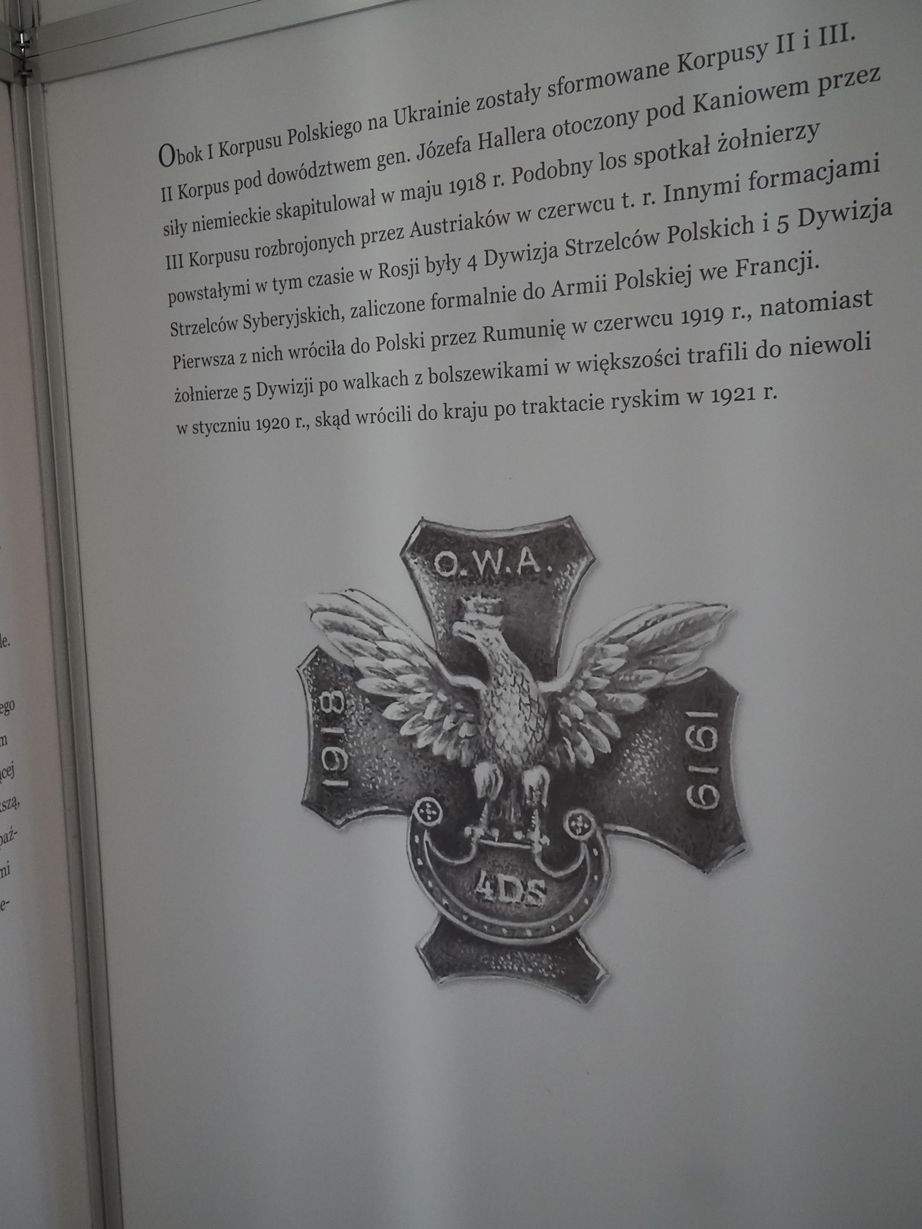 Obok I Korpusu Polskiego na Ukrainie zostały sformowane Korpusy II i III.
II Korpus pod dowództwem gen. Józefa Hallera otoczony pod Kaniowem przez
siły niemieckie skapitulował w maju 1918 r. Podobny los spotkał żołnierzy
III Korpusu rozbrojonych przez Austriaków w czerwcu t. r. Innymi formacjami
powstałymi w tym czasie w Rosji były 4 Dywizja Strzelców Polskich i 5 Dywizja
Strzelców Syberyjskich, zaliczone formalnie do Armii Polskiej we Francji.
Pierwsza z nich wróciła do Polski przez Rumunię w czerwcu 1919 r., natomiast
żołnierze 5 Dywizji po walkach z bolszewikami w większości trafili do niewoli
w styczniu 1920 r., skąd wrócili do kraju po traktacie ryskim w 1921 r.
O.W.A.
1918
1919
4DS